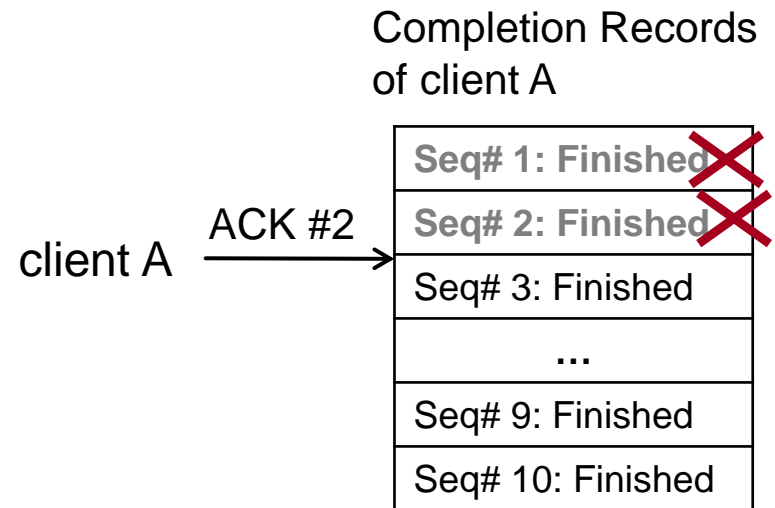 Completion Records
of client A
Seq# 1: Finished
Seq# 2: Finished
ACK #2
client A
Seq# 3: Finished
...
Seq# 9: Finished
Seq# 10: Finished